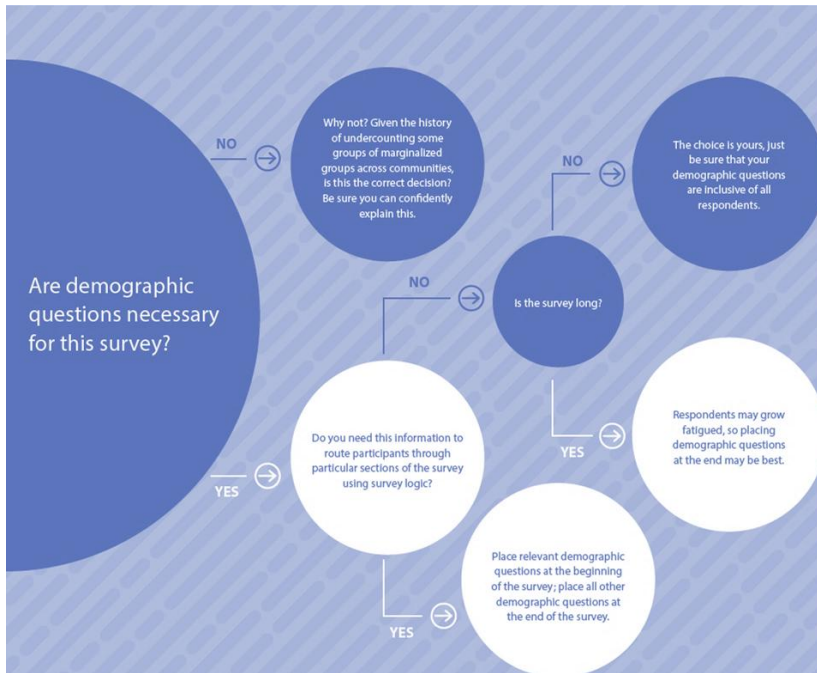 Are demographic
questions necessary
for this survey?
NO
Why not? Given the history
of undercounting some
groups of marginalized
groups across communities,
is this the correct decision?
Be sure you can confidently
explain this.
YES
Do you need this information to
route participants through
particular sections of the survey
using survey logic?
NO
Is the survey long?
NO
The choice is yours, just
be sure that your
demographic questions
are inclusive of all
respondents.
YES
Respondents may grow
fatigued, so placing
demographic questions
at the end may be best.
YES
Place relevant demographic
questions at the beginning
of the survey; place all other
demographic questions at
the end of the survey.